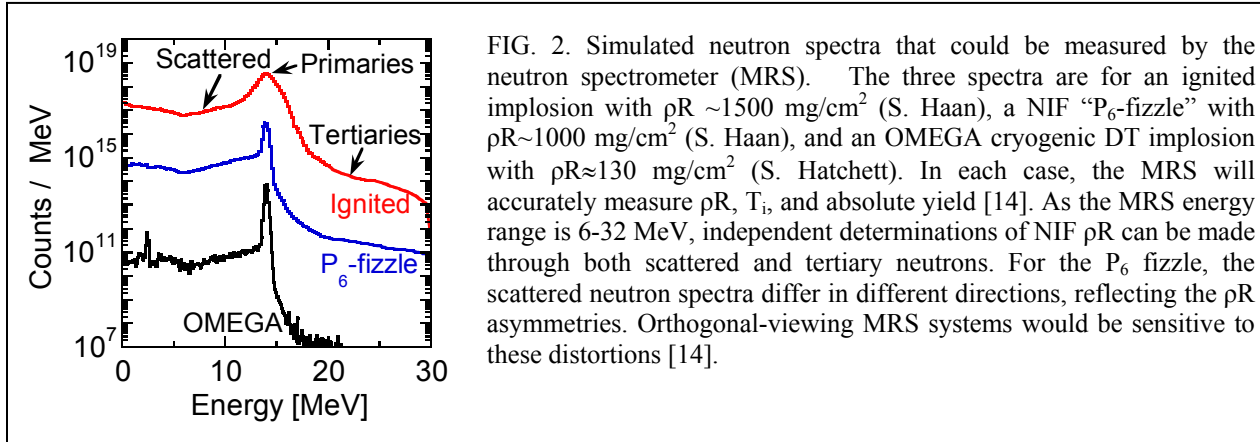 10^19
10^15
10^11
10^7
Counts / MeV
Scattered
Primaries
Tertiaries
Ignited
P_6-fizzle
OMEGA
0 10 20 30
Energy [MeV]
FIG. 2. Simulated neutron spectra that could be measured by the
neutron spectrometer (MRS). The three spectra are for an ignited
implosion with ρR ~1500 mg/cm² (S. Haan), a NIF “P₆-fizzle” with
ρR~1000 mg/cm² (S. Haan), and an OMEGA cryogenic DT implosion
with ρR≈130 mg/cm² (S. Hatchett). In each case, the MRS will
accurately measure ρR, Tᵢ, and absolute yield [14]. As the MRS energy
range is 6-32 MeV, independent determinations of NIF ρR can be made
through both scattered and tertiary neutrons. For the P₆ fizzle, the
scattered neutron spectra differ in different directions, reflecting the ρR
asymmetries. Orthogonal-viewing MRS systems would be sensitive to
these distortions [14].